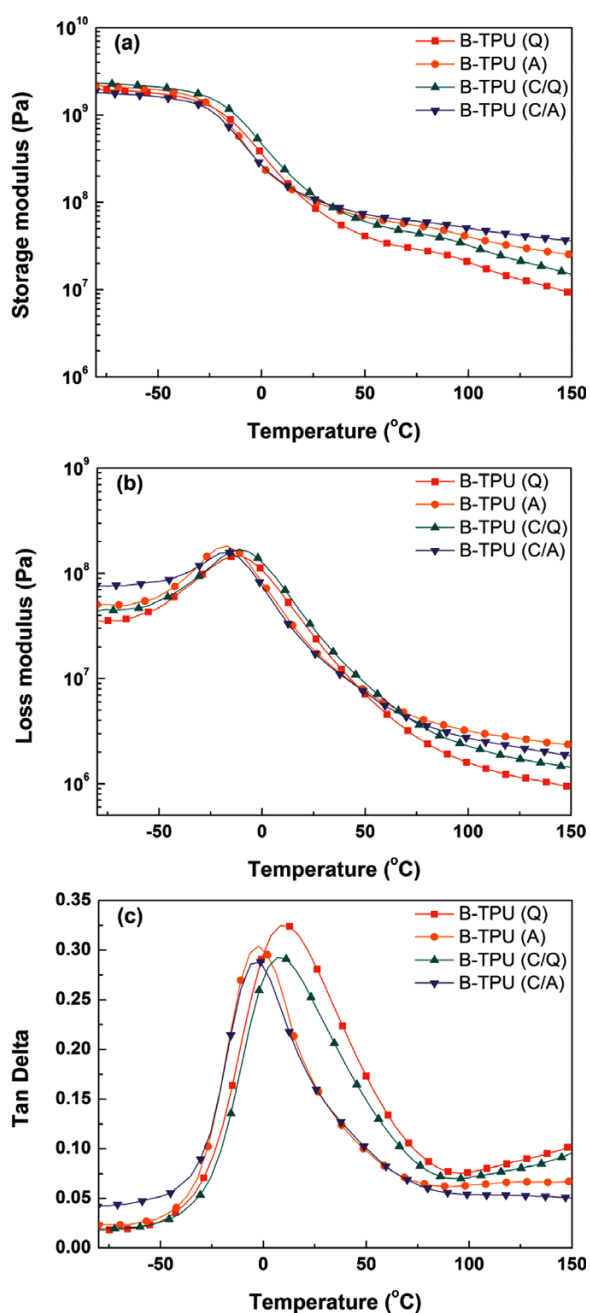 (a)
B-TPU (Q)
B-TPU (A)
B-TPU (C/Q)
B-TPU (C/A)
Storage modulus (Pa)
10^10
10^9
10^8
10^7
10^6
-50 0 50 100 150
Temperature (°C)
(b)
B-TPU (Q)
B-TPU (A)
B-TPU (C/Q)
B-TPU (C/A)
Loss modulus (Pa)
10^9
10^8
10^7
10^6
-50 0 50 100 150
Temperature (°C)
(c)
B-TPU (Q)
B-TPU (A)
B-TPU (C/Q)
B-TPU (C/A)
Tan Delta
0.35
0.30
0.25
0.20
0.15
0.10
0.05
0.00
-50 0 50 100 150
Temperature (°C)